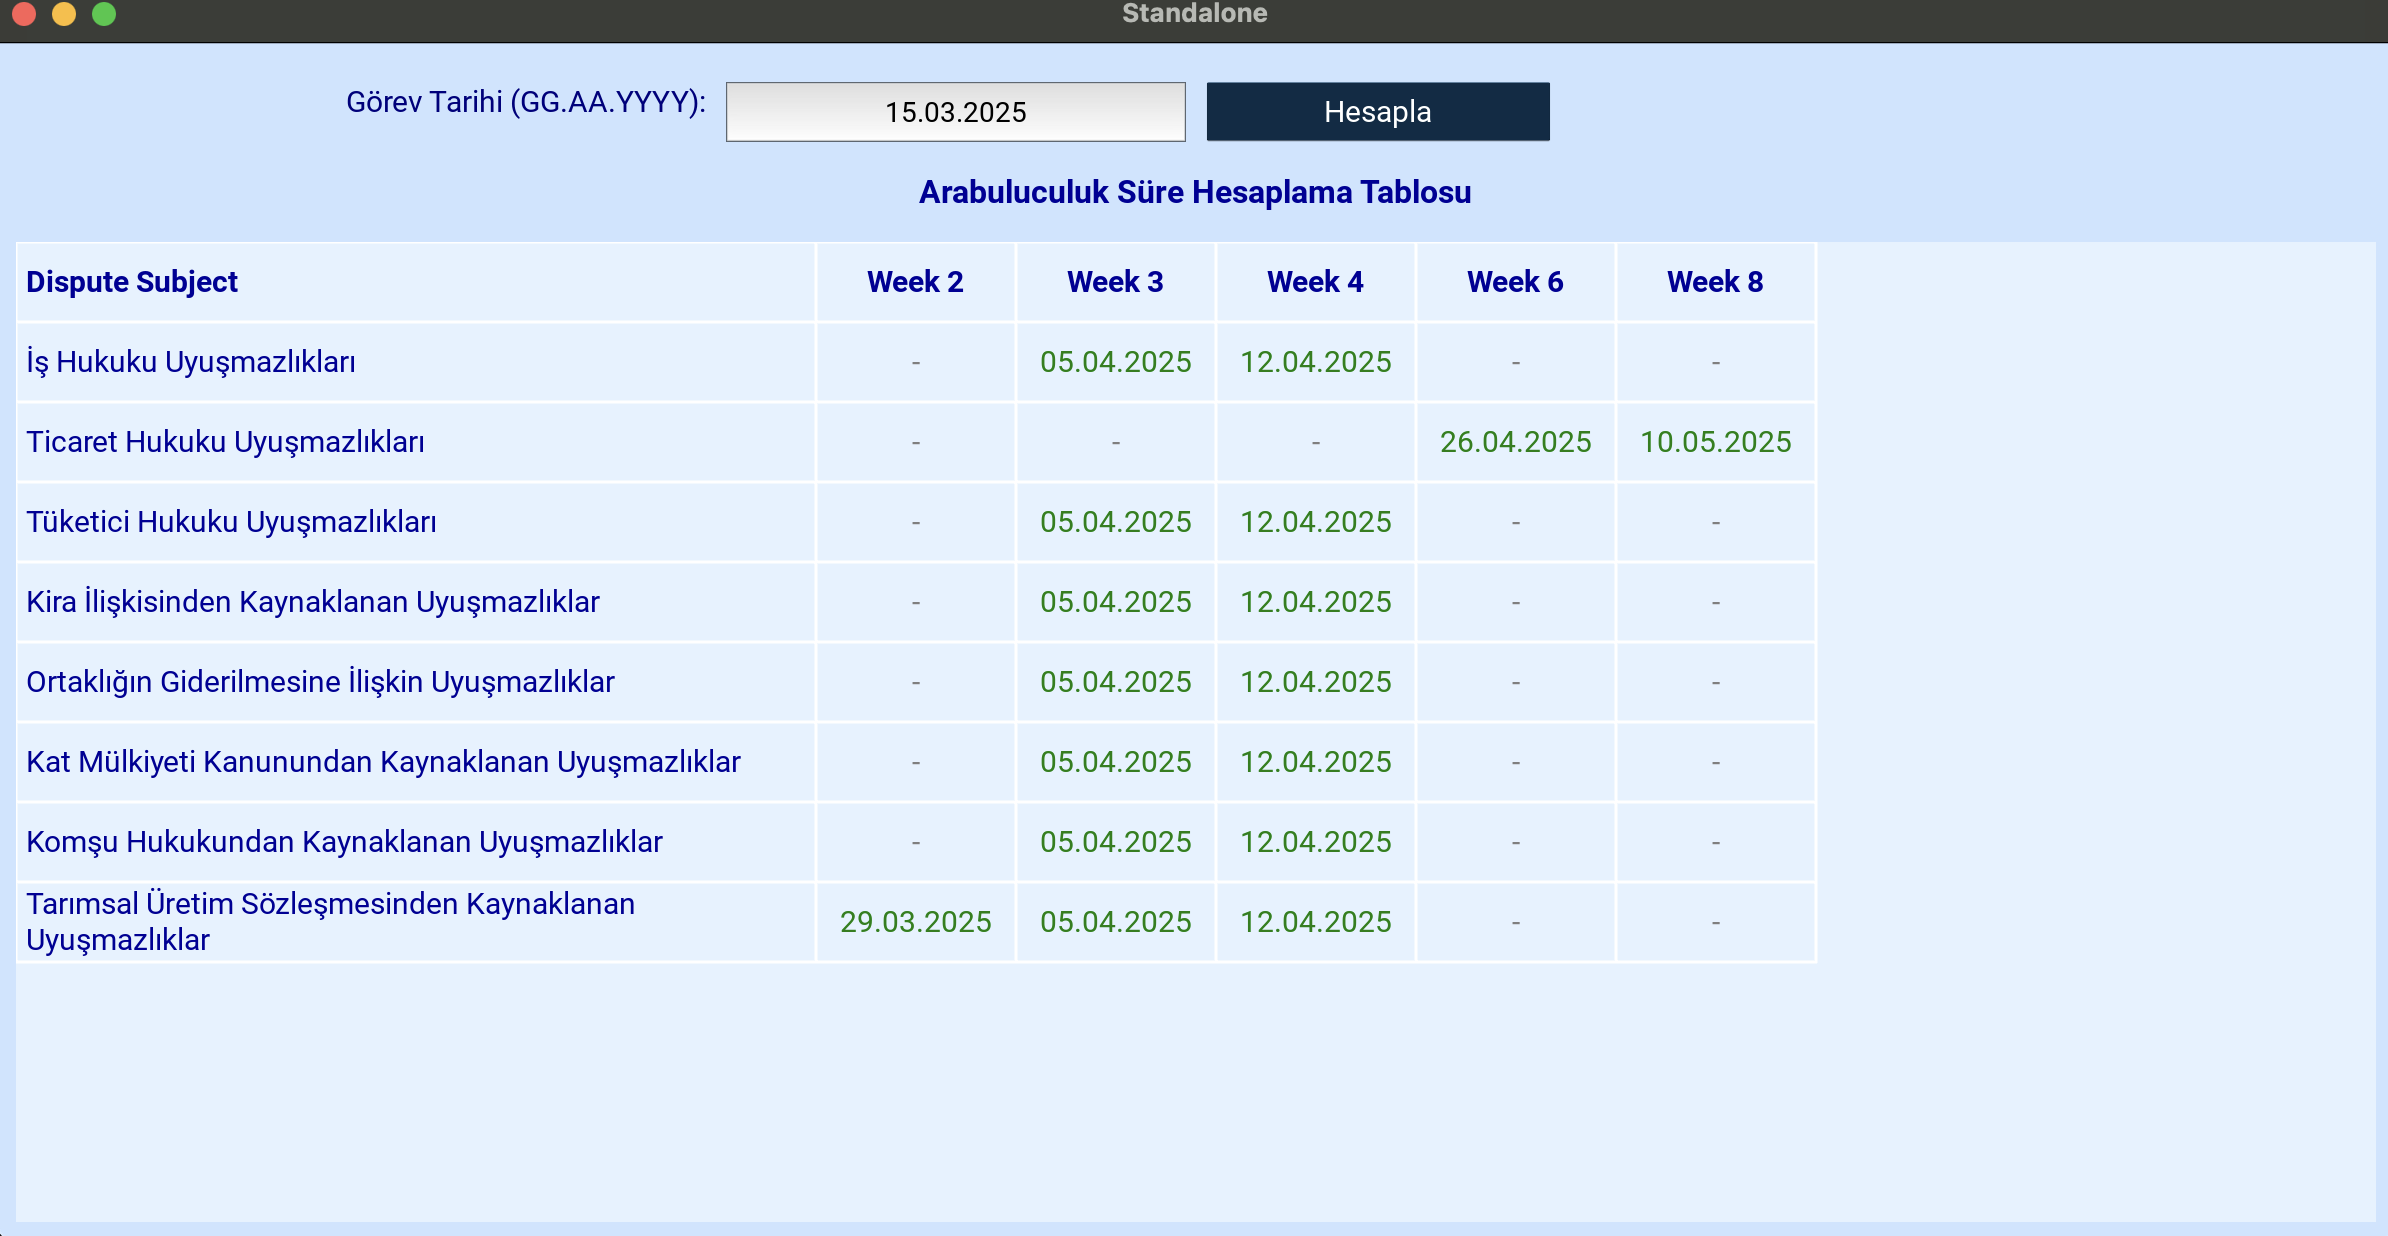 Standalone
Görev Tarihi (GG.AA.YYYY): 15.03.2025 Hesapla
Arabuluculuk Süre Hesaplama Tablosu
Dispute Subject Week 2 Week 3 Week 4 Week 6 Week 8
İş Hukuku Uyuşmazlıkları - 05.04.2025 12.04.2025 - -
Ticaret Hukuku Uyuşmazlıkları - - - 26.04.2025 10.05.2025
Tüketici Hukuku Uyuşmazlıkları - 05.04.2025 12.04.2025 - -
Kira İlişkisinden Kaynaklanan Uyuşmazlıklar - 05.04.2025 12.04.2025 - -
Ortaklığın Giderilmesine İlişkin Uyuşmazlıklar - 05.04.2025 12.04.2025 - -
Kat Mülkiyeti Kanunundan Kaynaklanan Uyuşmazlıklar - 05.04.2025 12.04.2025 - -
Komşu Hukukundan Kaynaklanan Uyuşmazlıklar - 05.04.2025 12.04.2025 - -
Tarımsal Üretim Sözleşmesinden Kaynaklanan
Uyuşmazlıklar 29.03.2025 05.04.2025 12.04.2025 - -